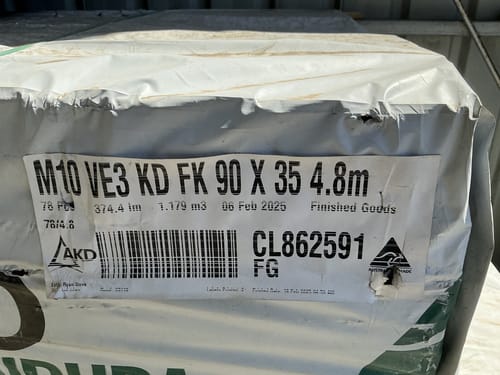 M10 VE3 KD FK 90 X 35 4.8m
78 Pcs 374.4 lm 1.179 m3 06 Feb 2025 Finished Goods
78/4.8
AKD
CL862591
FG